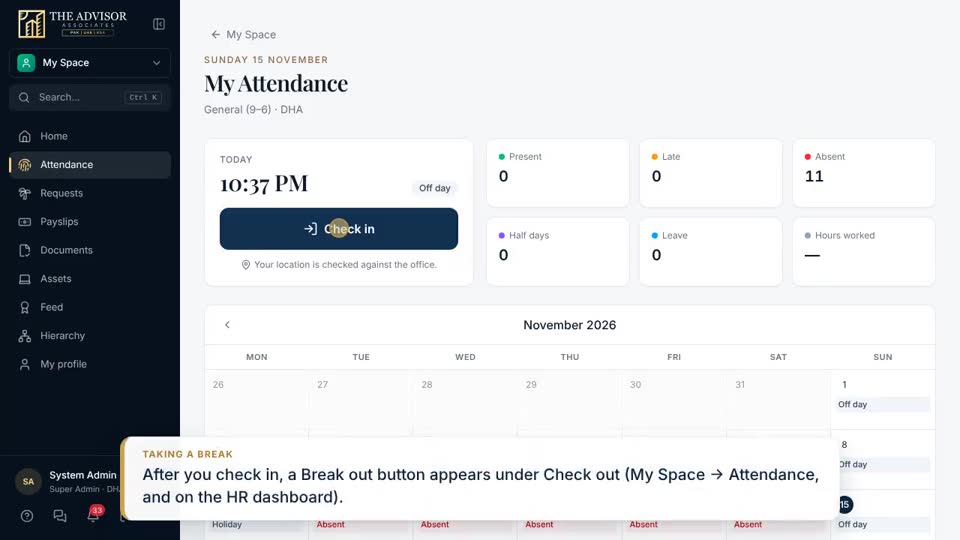 THE ADVISOR
ASSOCIATES
PAK | UAE | KSA
My Space
Search...
Ctrl K
Home
Attendance
Requests
Payslips
Documents
Assets
Feed
Hierarchy
My profile
SA
System Admin
Super Admin
33
My Space
SUNDAY 15 NOVEMBER
My Attendance
General (9–6) · DHA
TODAY
10:37 PM
Off day
Check in
Your location is checked against the office.
Present
0
Late
0
Absent
11
Half days
0
Leave
0
Hours worked
—
November 2026
MON TUE WED THU FRI SAT SUN
26 27 28 29 30 31 1
Off day
8
Off day
15
Holiday Absent Absent Absent Absent Absent Off day
TAKING A BREAK
After you check in, a Break out button appears under Check out (My Space → Attendance,
and on the HR dashboard).